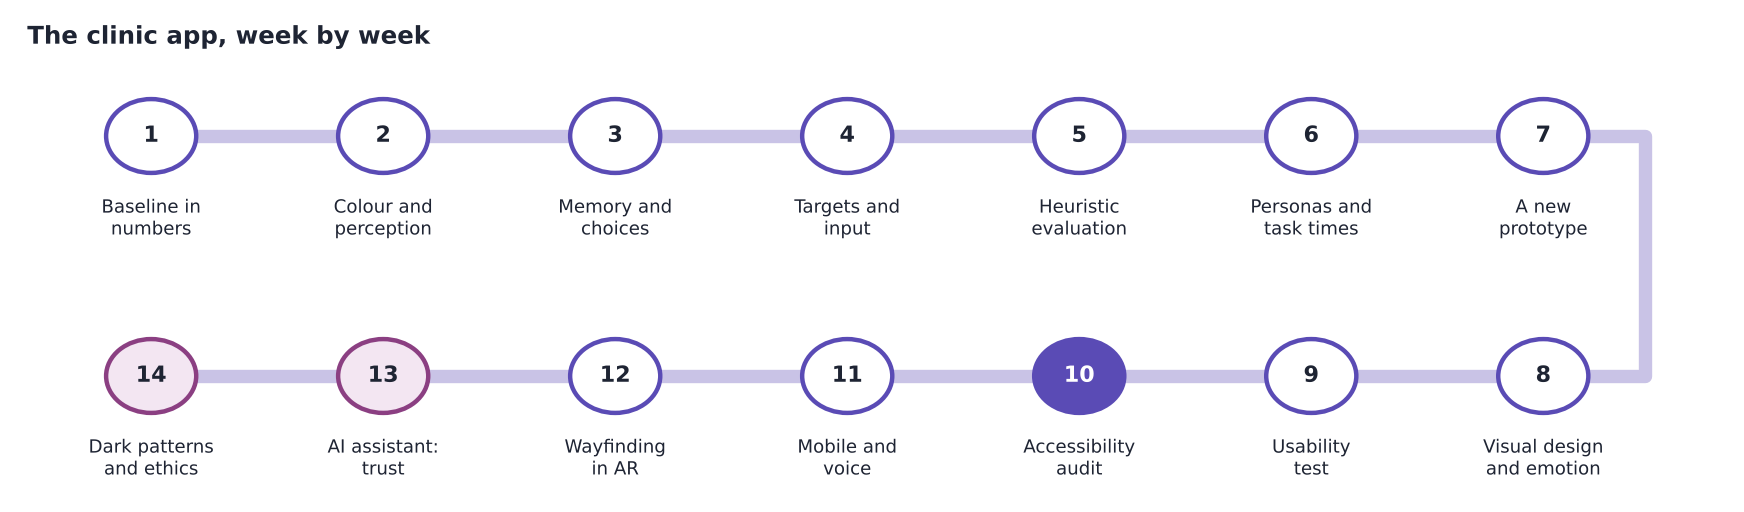 The clinic app, week by week
1
2
3
4
5
6
7
Baseline in
numbers
Colour and
perception
Memory and
choices
Targets and
input
Heuristic
evaluation
Personas and
task times
A new
prototype
14
13
12
11
10
9
8
Dark patterns
and ethics
AI assistant:
trust
Wayfinding
in AR
Mobile and
voice
Accessibility
audit
Usability
test
Visual design
and emotion